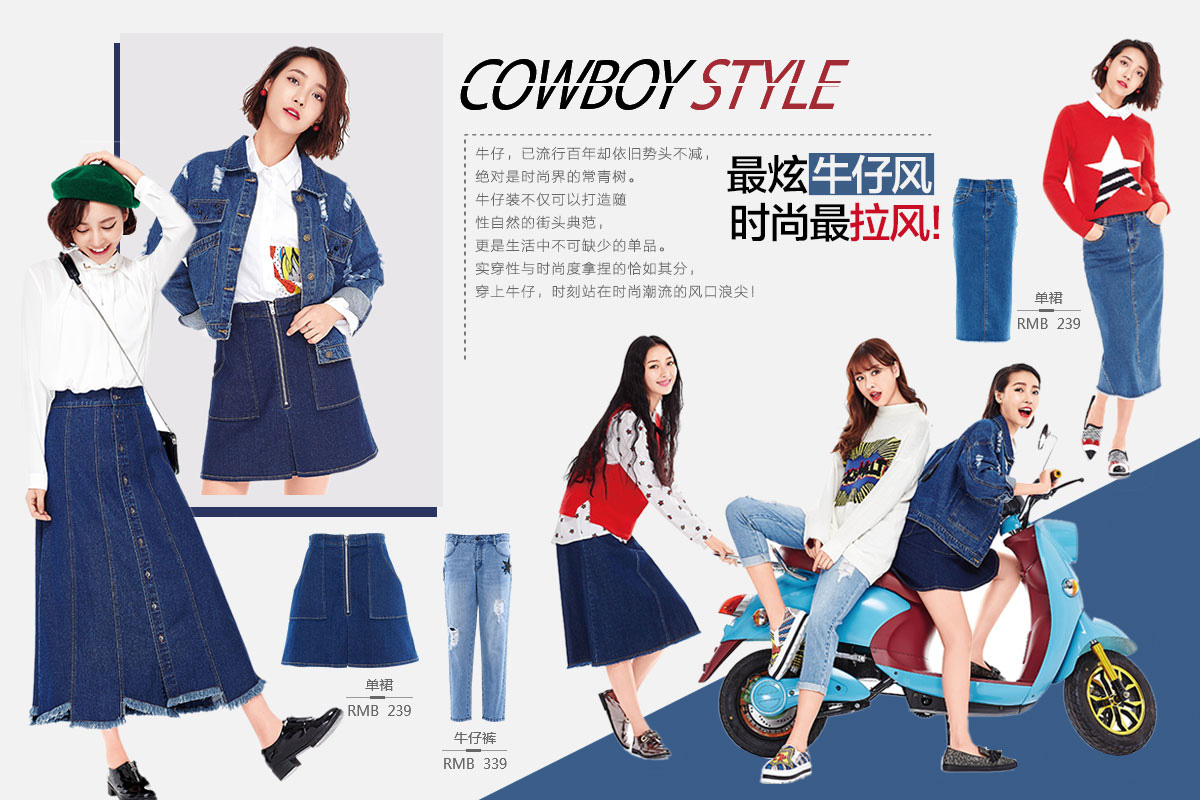 COWBOY STYLE
牛仔，已流行百年却依旧势头不减，
绝对是时尚界的常青树。
牛仔装不仅可以打造随
性自然的街头典范，
更是生活中不可缺少的单品。
实穿性与时尚度拿捏的恰如其分，
穿上牛仔，时刻站在时尚潮流的风口浪尖！
最炫牛仔风
时尚最拉风!
单裙
RMB 239
单裙
RMB 239
牛仔裤
RMB 339